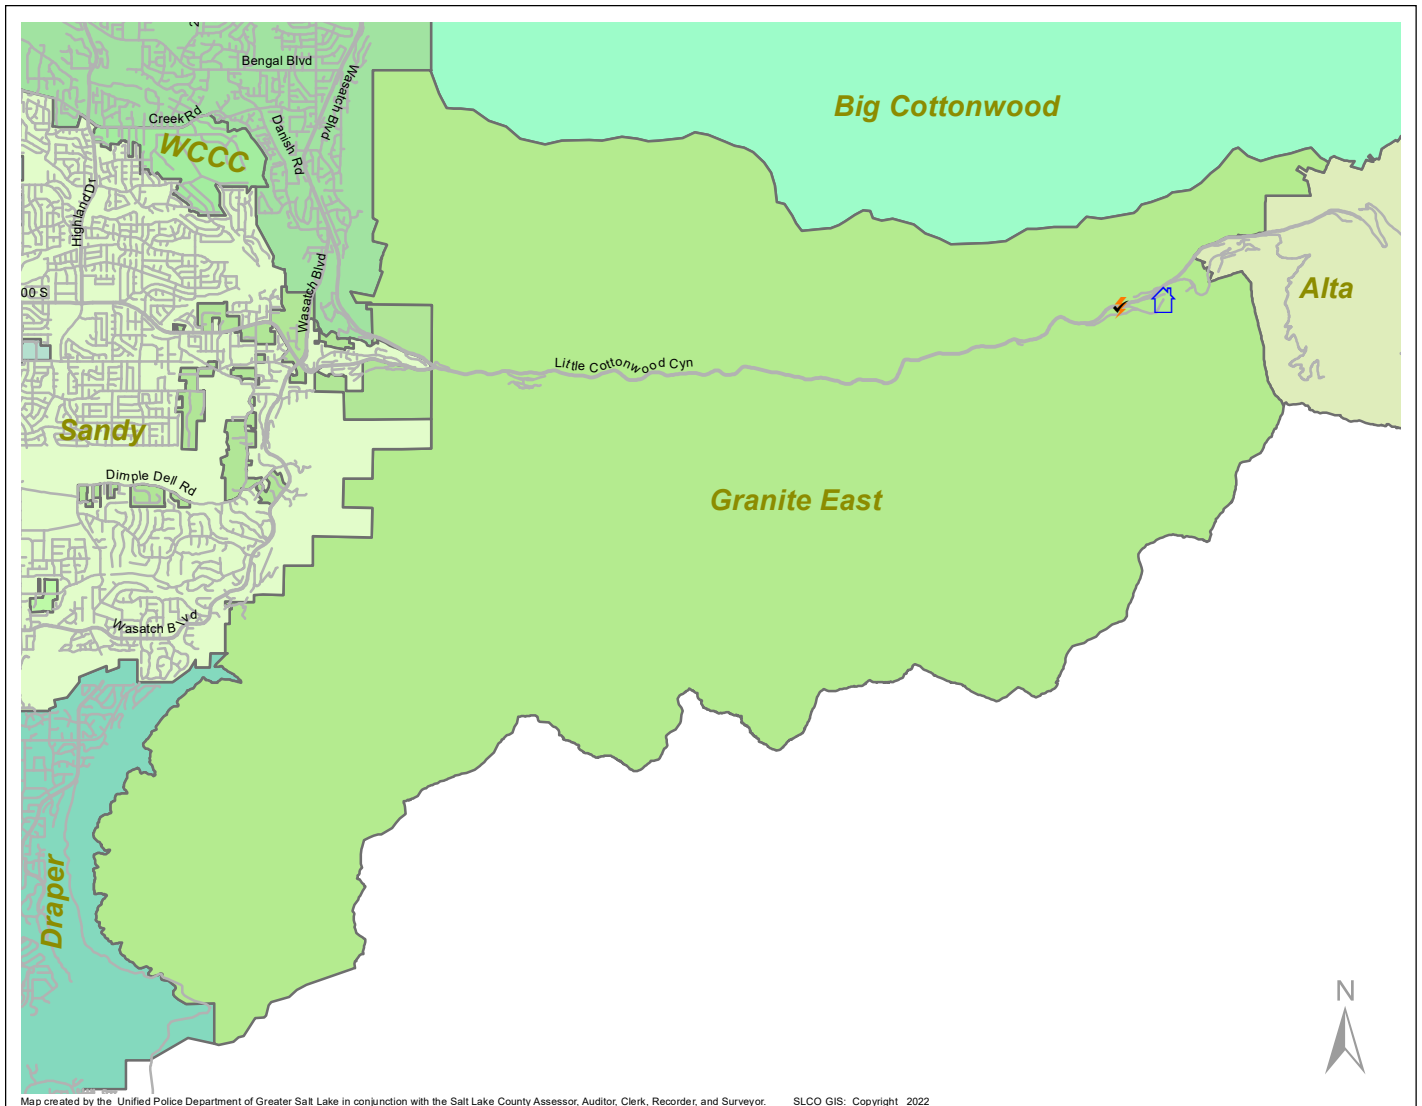 Bengal Blvd
Wasatch Blvd
Big Cottonwood
Creek Rd
Danish Rd
WCCC
Highland Dr
Wasatch Blvd
00 S
Alta
Little Cottonwood Cyn
Sandy
Dimple Dell Rd
Granite East
Wasatch Blvd
Draper
N
Map created by the Unified Police Department of Greater Salt Lake in conjunction with the Salt Lake County Assessor, Auditor, Clerk, Recorder, and Surveyor. SLCO GIS: Copyright 2022